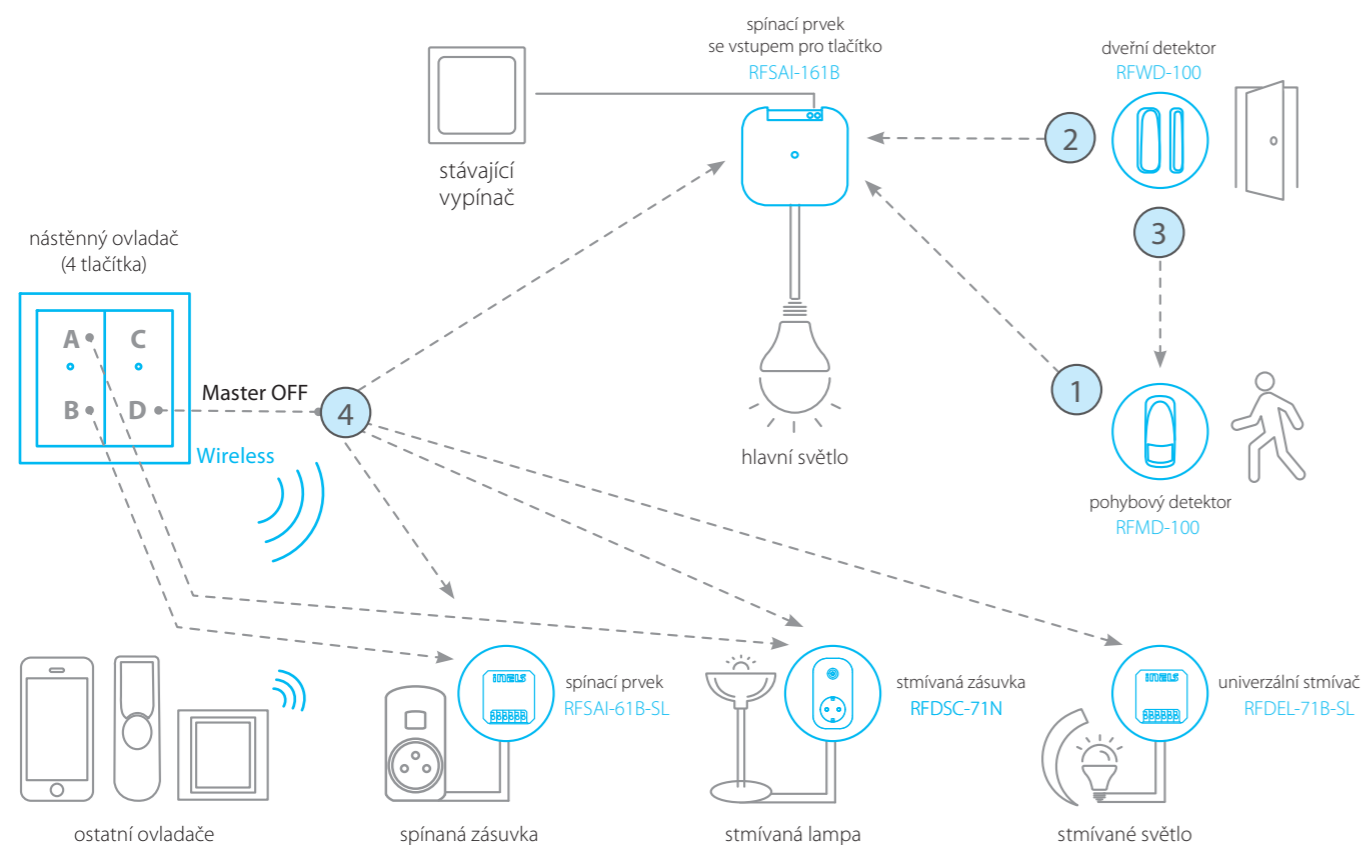 spínací prvek
se vstupem pro tlačítko
RFSAI-161B
dveřní detektor
RFWD-100
2
stávající
vypínač
3
nástěnný ovladač
(4 tlačítka)
A
C
B
D
Master OFF
4
1
Wireless
hlavní světlo
pohybový detektor
RFMD-100
inels
spínací prvek
RFSAI-61B-SL
stmívaná zásuvka
RFDSC-71N
inels
univerzální stmívač
RFDEL-71B-SL
ostatní ovladače
spínaná zásuvka
stmívaná lampa
stmívané světlo